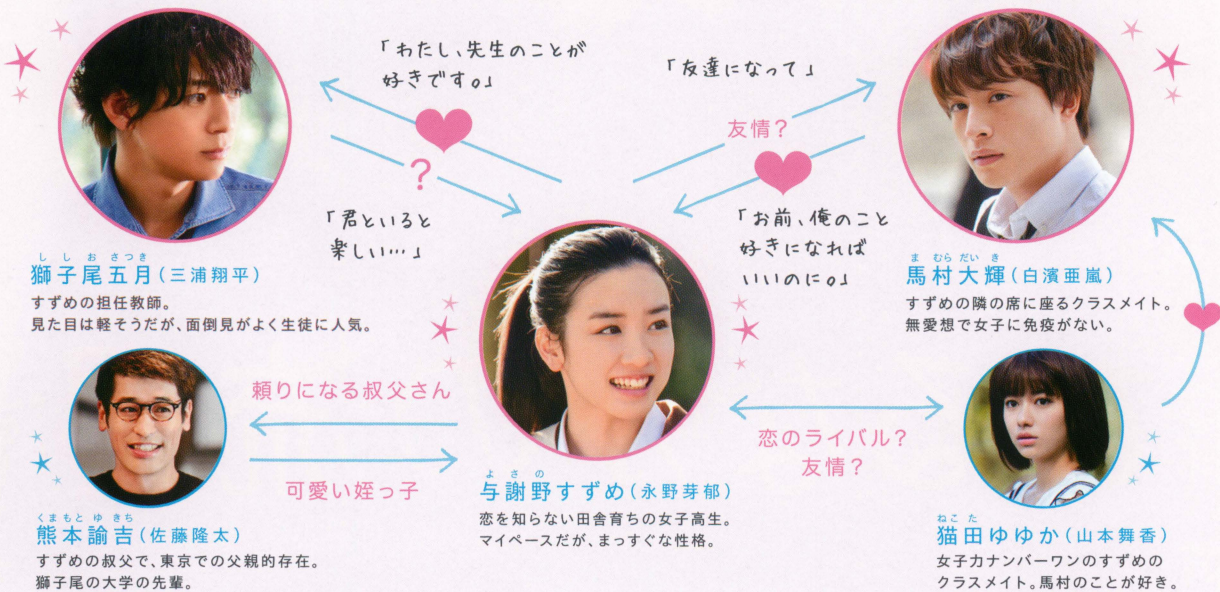 「わたし、先生のことが
好きです。」
?
「君といると
楽しい…」
「友達になって」
友情?
「お前、俺のこと
好きになれば
いいのに。」
ししおさつき
獅子尾五月(三浦翔平)
すずめの担任教師。
見た目は軽そうだが、面倒見がよく生徒に人気。
まむらだいき
馬村大輝(白濱亜嵐)
すずめの隣の席に座るクラスメイト。
無愛想で女子に免疫がない。
頼りになる叔父さん
可愛い姪っ子
恋のライバル?
友情?
くまもとゆきち
熊本諭吉(佐藤隆太)
すずめの叔父で、東京での父親的存在。
獅子尾の大学の先輩。
よさの
与謝野すずめ(永野芽郁)
恋を知らない田舎育ちの女子高生。
マイペースだが、まっすぐな性格。
ねこた
猫田ゆゆか(山本舞香)
女子力ナンバーワンのすずめの
クラスメイト。馬村のことが好き。